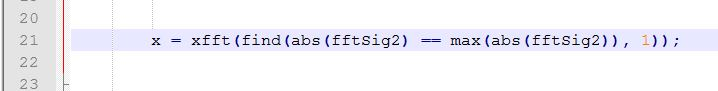 20
21 x = xfft(find(abs(fftSig2) == max(abs(fftSig2)), 1));
22
23